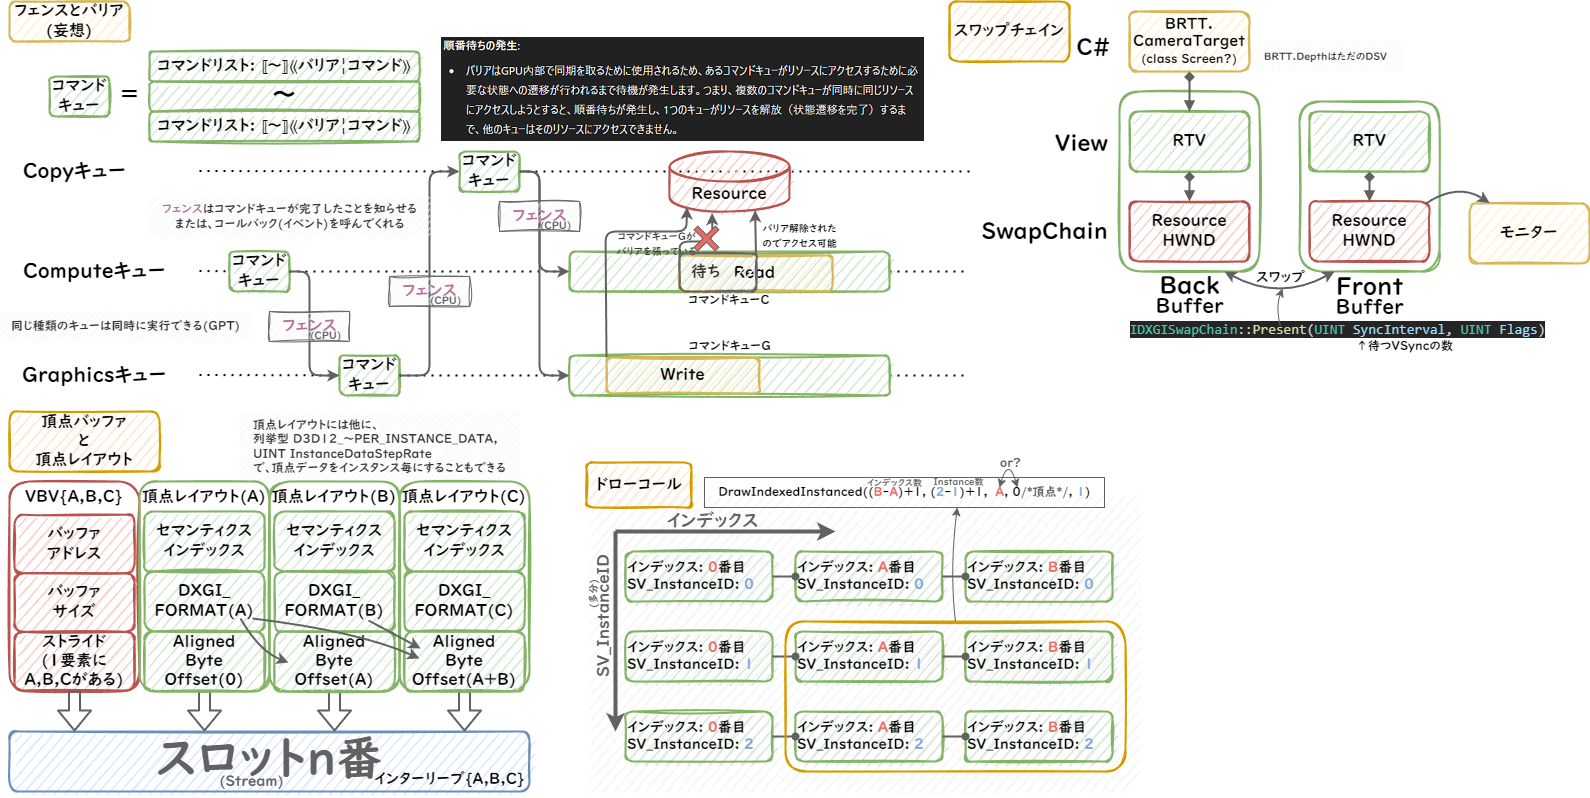 フェンスとバリア
(妄想)
コマンド
キュー
=
コマンドリスト: 〚～〛《バリア¦コマンド》
～
コマンドリスト: 〚～〛《バリア¦コマンド》
順番待ちの発生:
• バリアはGPU内部で同期を取るために使用されるため、あるコマンドキューがリソースにアクセスするために必
要な状態への遷移が行われるまで待機が発生します。つまり、複数のコマンドキューが同時に同じリソース
にアクセスしようとすると、順番待ちが発生し、1つのキューがリソースを解放（状態遷移を完了）するま
で、他のキューはそのリソースにアクセスできません。
Copyキュー
コマンド
キュー
Resource
フェンスはコマンドキューが完了したことを知らせる
または、コールバック(イベント)を呼んでくれる
フェンス
(CPU)
コマンドキューGが
バリアを張っている
バリア解除された
のでアクセス可能
Computeキュー
コマンド
キュー
フェンス
(CPU)
待ち
Read
コマンドキューC
同じ種類のキューは同時に実行できる(GPT)
フェンス
(CPU)
コマンドキューG
Graphicsキュー
コマンド
キュー
Write
スワップチェイン
C#
BRTT.
CameraTarget
(class Screen?)
BRTT.DepthはただのDSV
View
RTV
RTV
SwapChain
Resource
HWND
Resource
HWND
モニター
スワップ
Back
Buffer
Front
Buffer
IDXGISwapChain::Present(UINT SyncInterval, UINT Flags)
↑待つVSyncの数
頂点バッファ
と
頂点レイアウト
頂点レイアウトには他に、
列挙型 D3D12_～PER_INSTANCE_DATA,
UINT InstanceDataStepRate
で、頂点データをインスタンス毎にすることもできる
VBV{A,B,C}
バッファ
アドレス
バッファ
サイズ
ストライド
(1要素に
A,B,Cがある)
頂点レイアウト(A)
セマンティクス
インデックス
DXGI_
FORMAT(A)
Aligned
Byte
Offset(0)
頂点レイアウト(B)
セマンティクス
インデックス
DXGI_
FORMAT(B)
Aligned
Byte
Offset(A)
頂点レイアウト(C)
セマンティクス
インデックス
DXGI_
FORMAT(C)
Aligned
Byte
Offset(A+B)
スロットn番
(Stream)
インターリーブ{A,B,C}
ドローコール
or?
インデックス数
Instance数
DrawIndexedInstanced((B-A)+1, (2-1)+1, A, 0/*頂点*/, 1)
インデックス
(多分)
SV_InstanceID
インデックス: 0番目
SV_InstanceID: 0
インデックス: A番目
SV_InstanceID: 0
インデックス: B番目
SV_InstanceID: 0
インデックス: 0番目
SV_InstanceID: 1
インデックス: A番目
SV_InstanceID: 1
インデックス: B番目
SV_InstanceID: 1
インデックス: 0番目
SV_InstanceID: 2
インデックス: A番目
SV_InstanceID: 2
インデックス: B番目
SV_InstanceID: 2